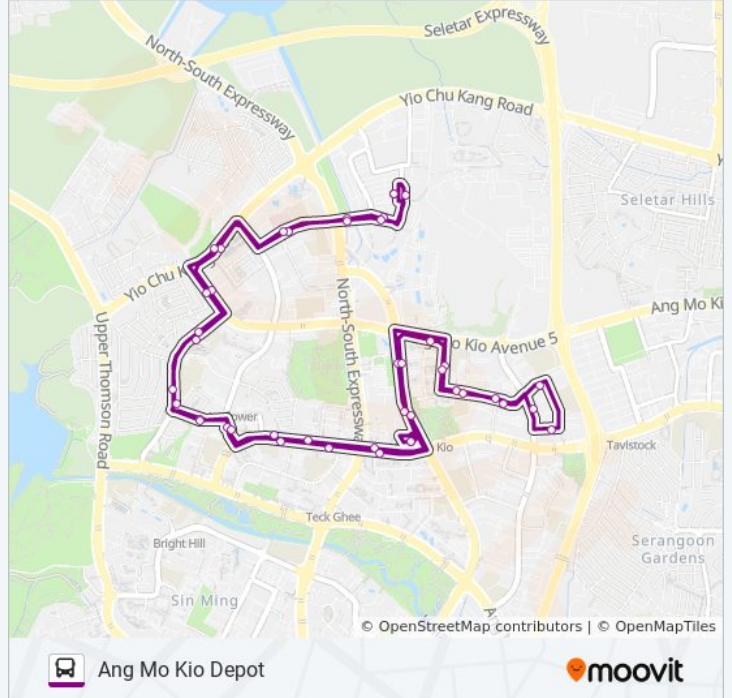 Seletar Expressway
North-South Expressway
Yio Chu Kang Road
Seletar Hills
Yio Chu K
Ang Mo Ki
North-South Expressway
Mo Kio Avenue 5
Upper Thomson Road
ower
Kio
Tavistock
Teck Ghee
Bright Hill
Serangoon
Gardens
Sin Ming
© OpenStreetMap contributors | © OpenMapTiles
Ang Mo Kio Depot
moovit